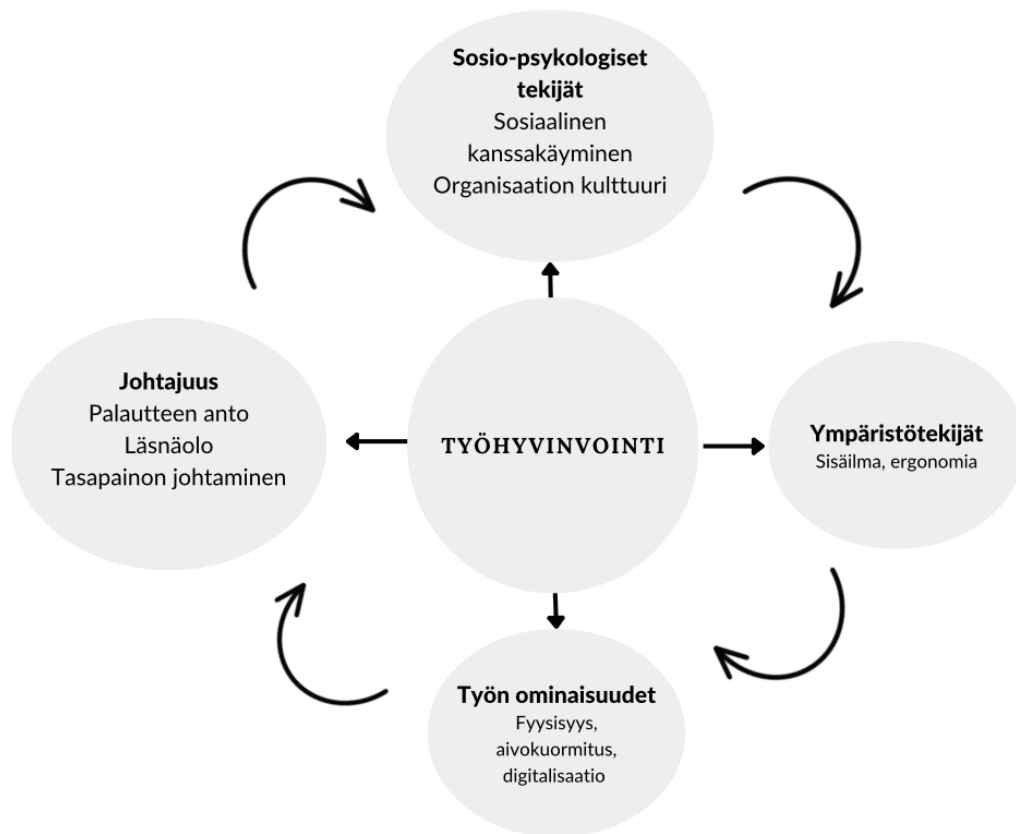 Sosio-psykologiset
tekijät
Sosiaalinen
kanssakäyminen
Organisaation kulttuuri
Johtajuus
Palautteen anto
Läsnäolo
Tasapainon johtaminen
TYÖHYVINVOINTI
Ympäristötekijät
Sisäilma, ergonomia
Työn ominaisuudet
Fyysisyys,
aivokuormitus,
digitalisaatio